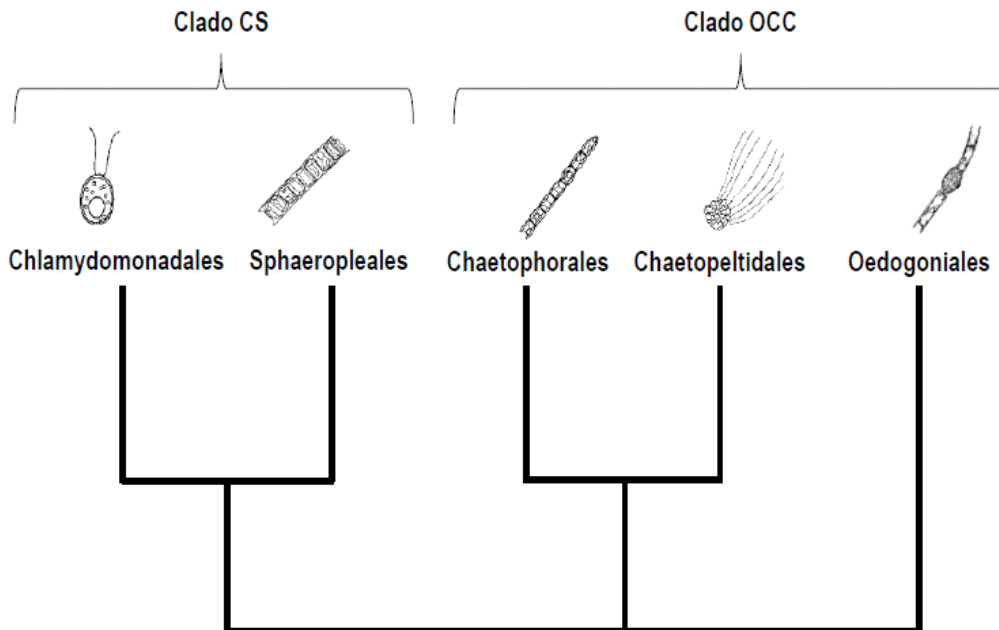 Clado CS
Clado OCC
Chlamydomonadales
Sphaeropleales
Chaetophorales
Chaetopeltidales
Oedogoniales